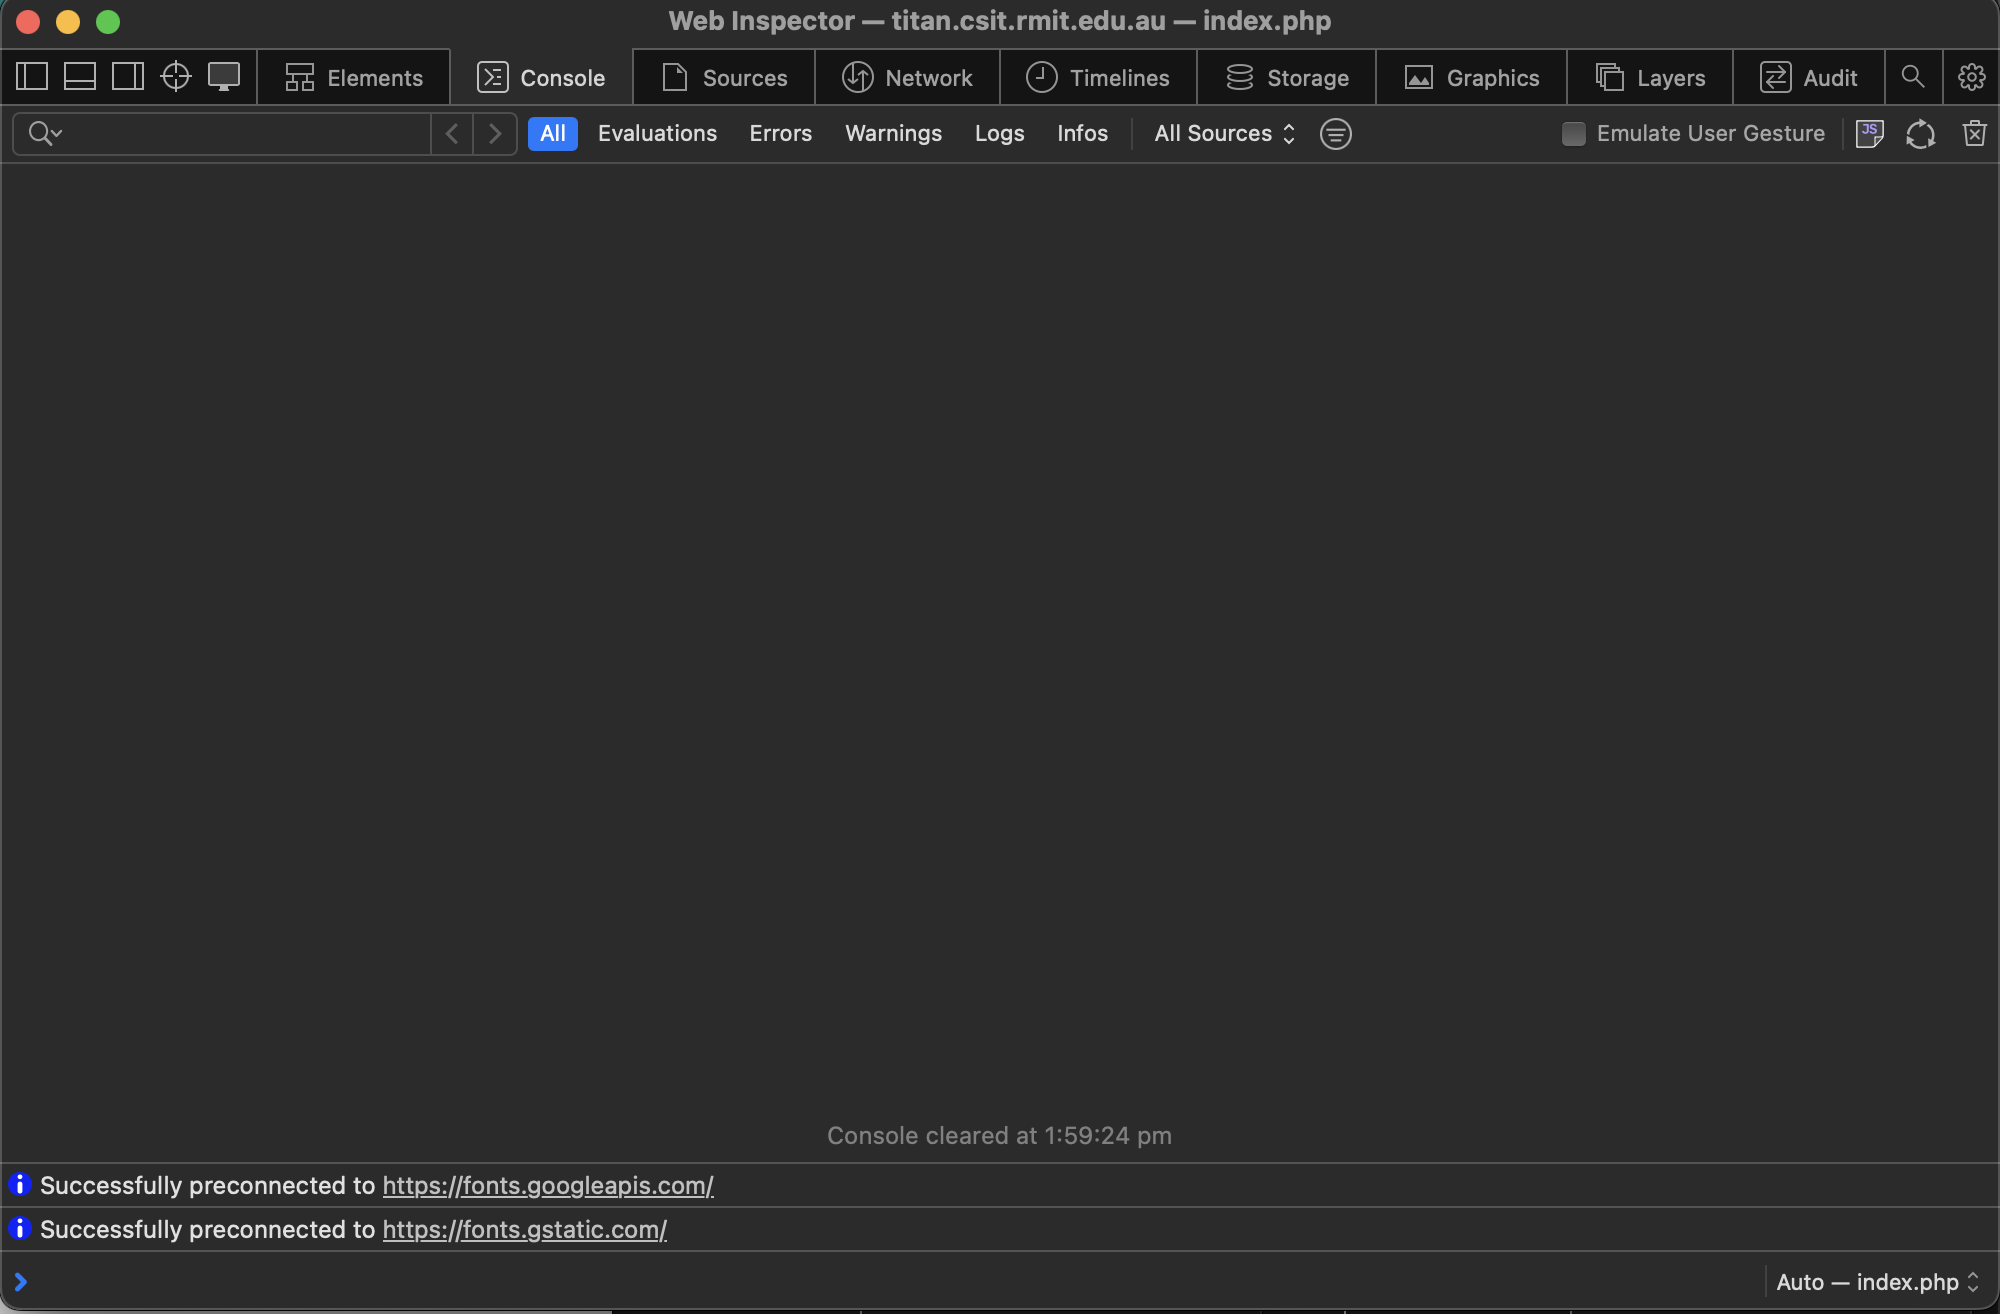 Web Inspector — titan.csit.rmit.edu.au — index.php
Elements Console Sources Network Timelines Storage Graphics Layers Audit
All Evaluations Errors Warnings Logs Infos All Sources Emulate User Gesture JS
Console cleared at 1:59:24 pm
Successfully preconnected to https://fonts.googleapis.com/
Successfully preconnected to https://fonts.gstatic.com/
Auto — index.php